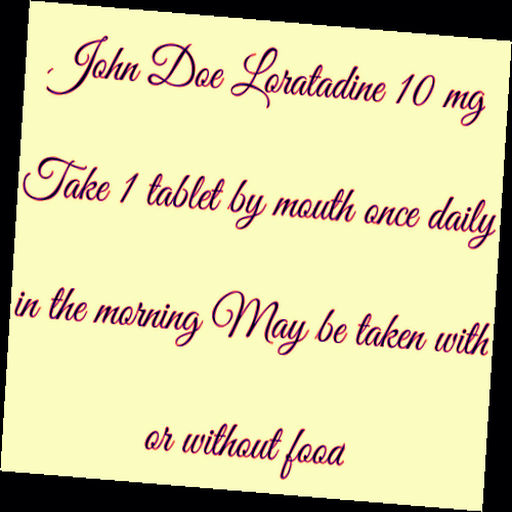 John Doe Loratadine 10 mg
Take 1 tablet by mouth once daily
in the morning May be taken with
or without food